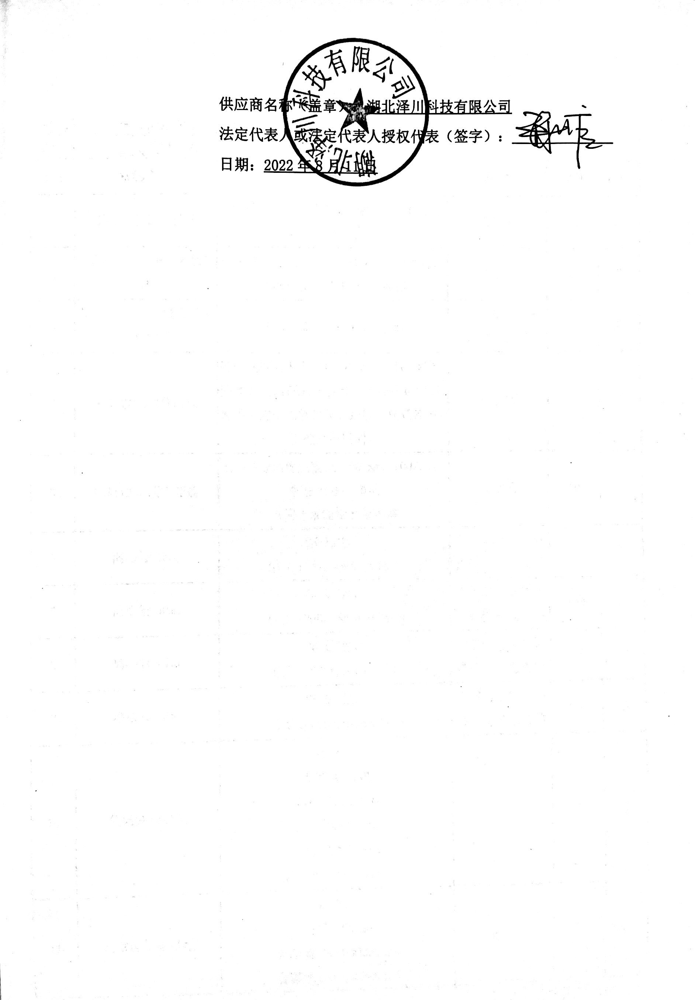 供应商名称（盖章）：湖北泽川科技有限公司
法定代表人或法定代表人授权代表（签字）：
日期：2022年8月11日
湖北泽川科技有限公司